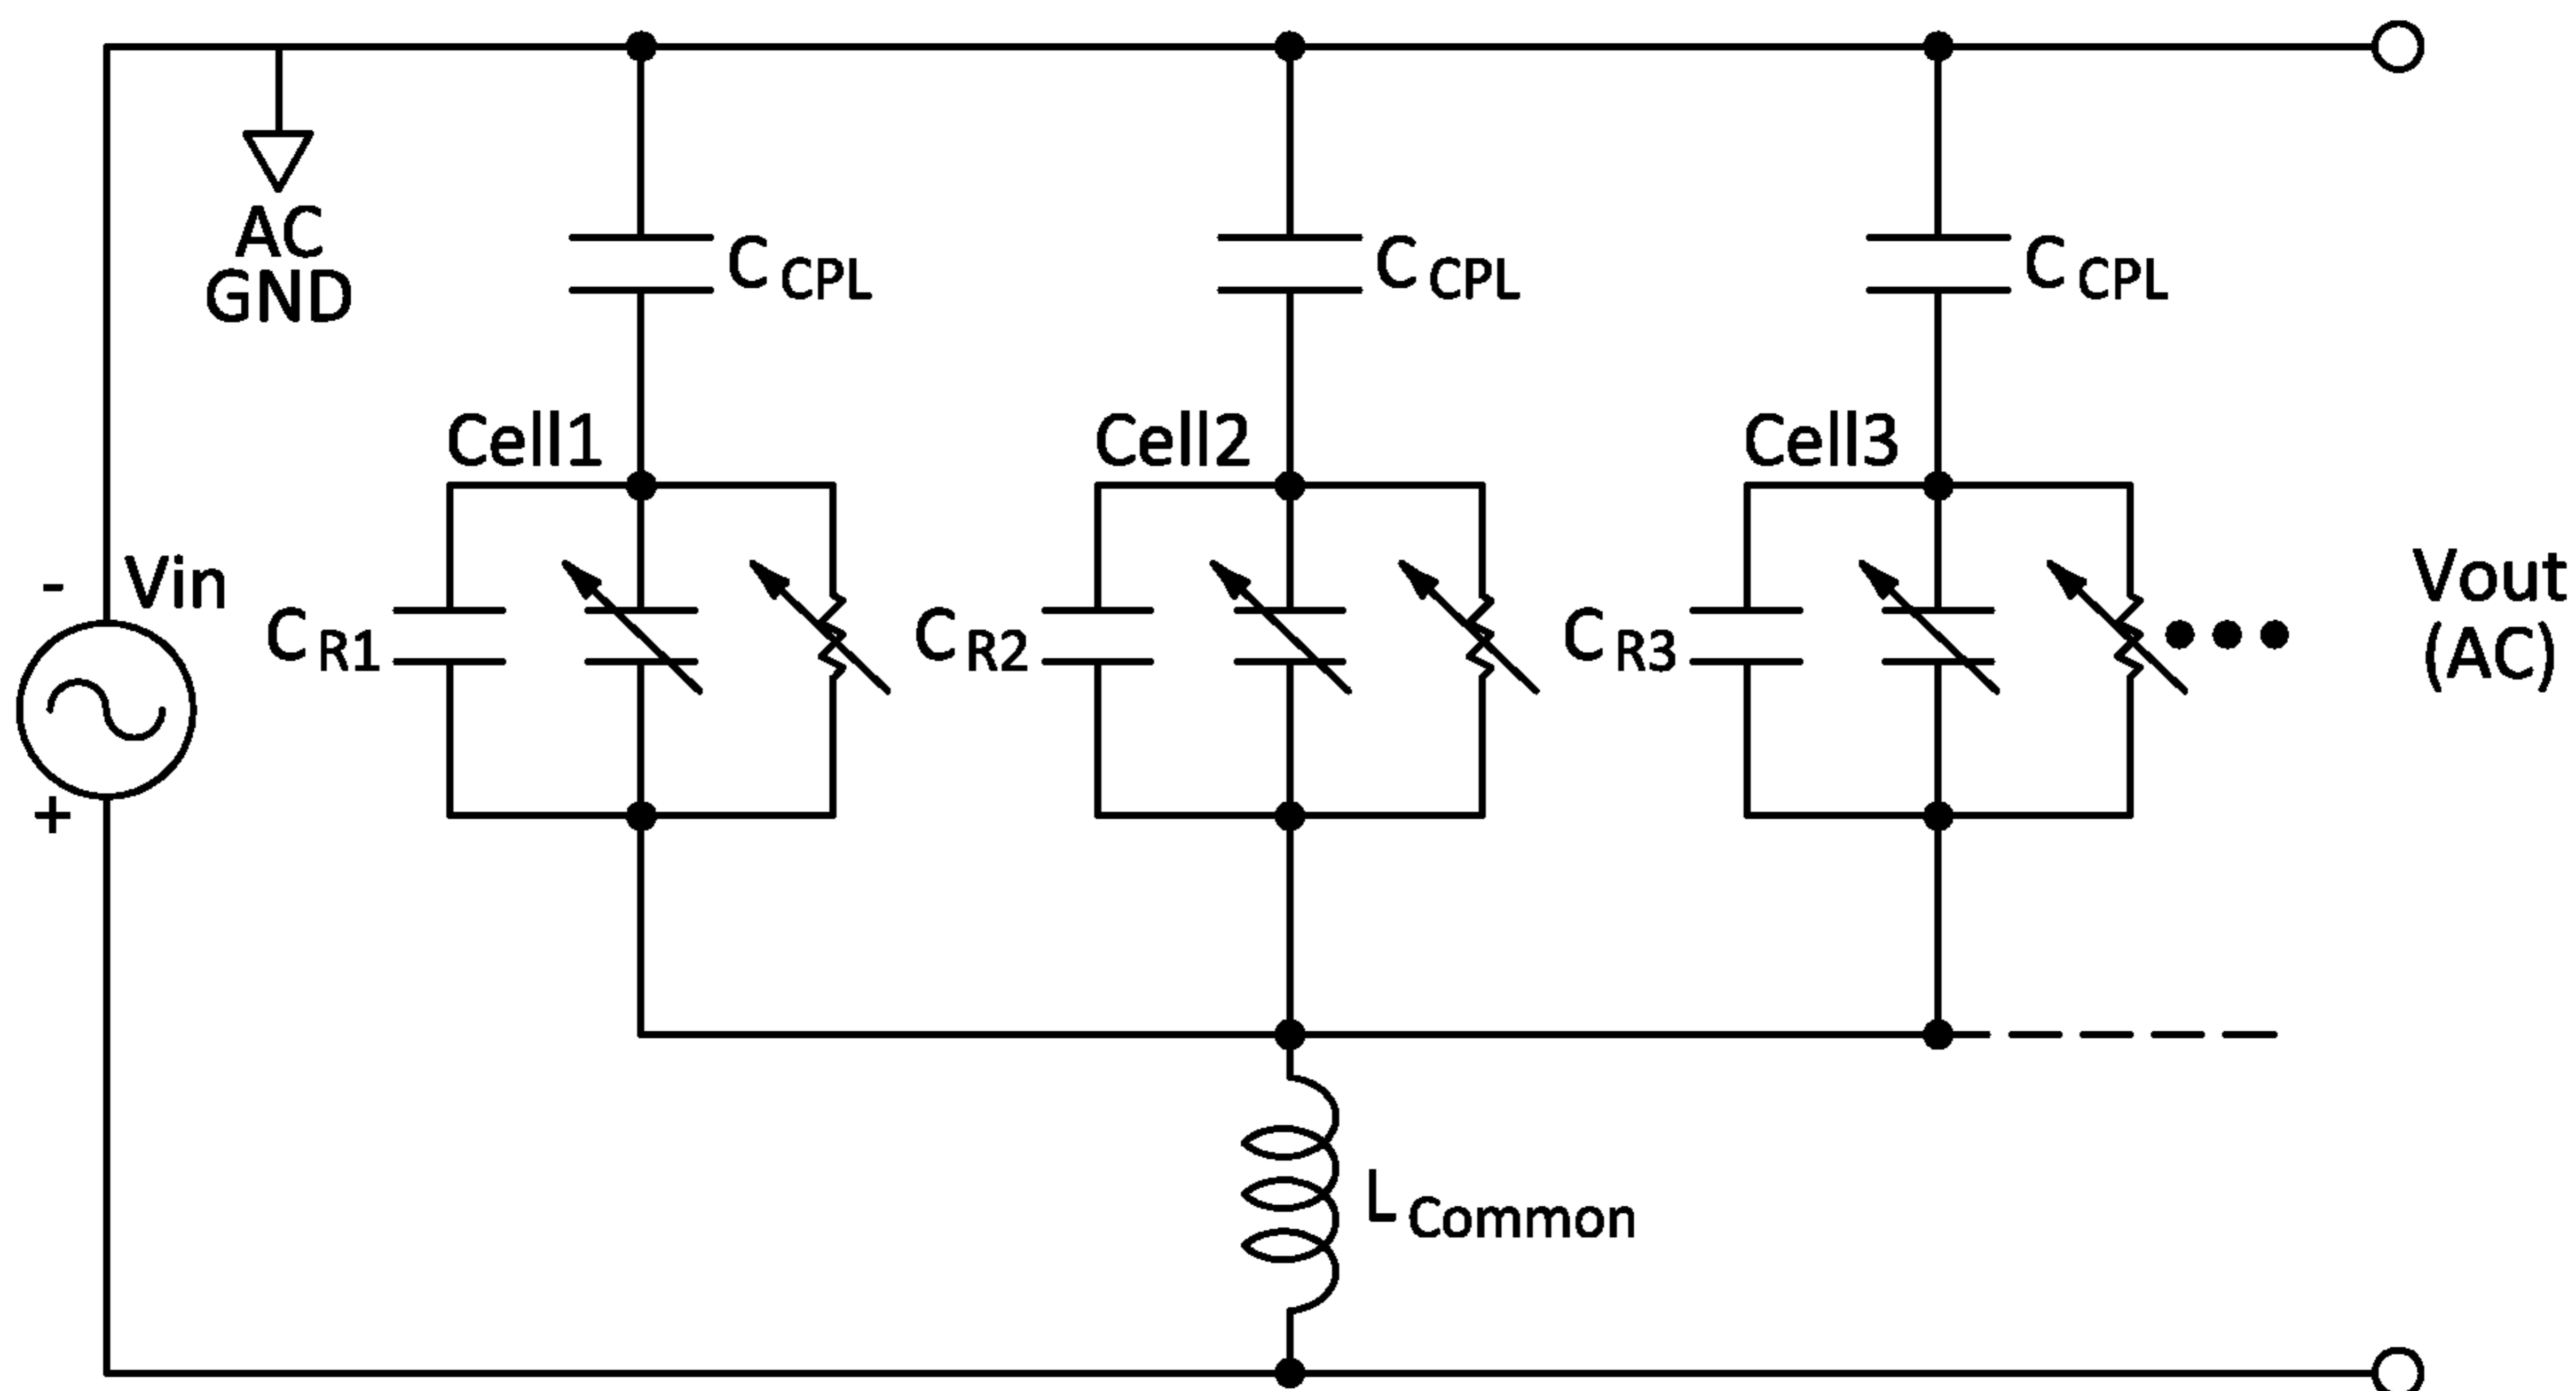 AC
GND
C CPL
C CPL
C CPL
Cell1
Cell2
Cell3
- Vin
+
C R1
C R2
C R3
Vout
(AC)
L Common